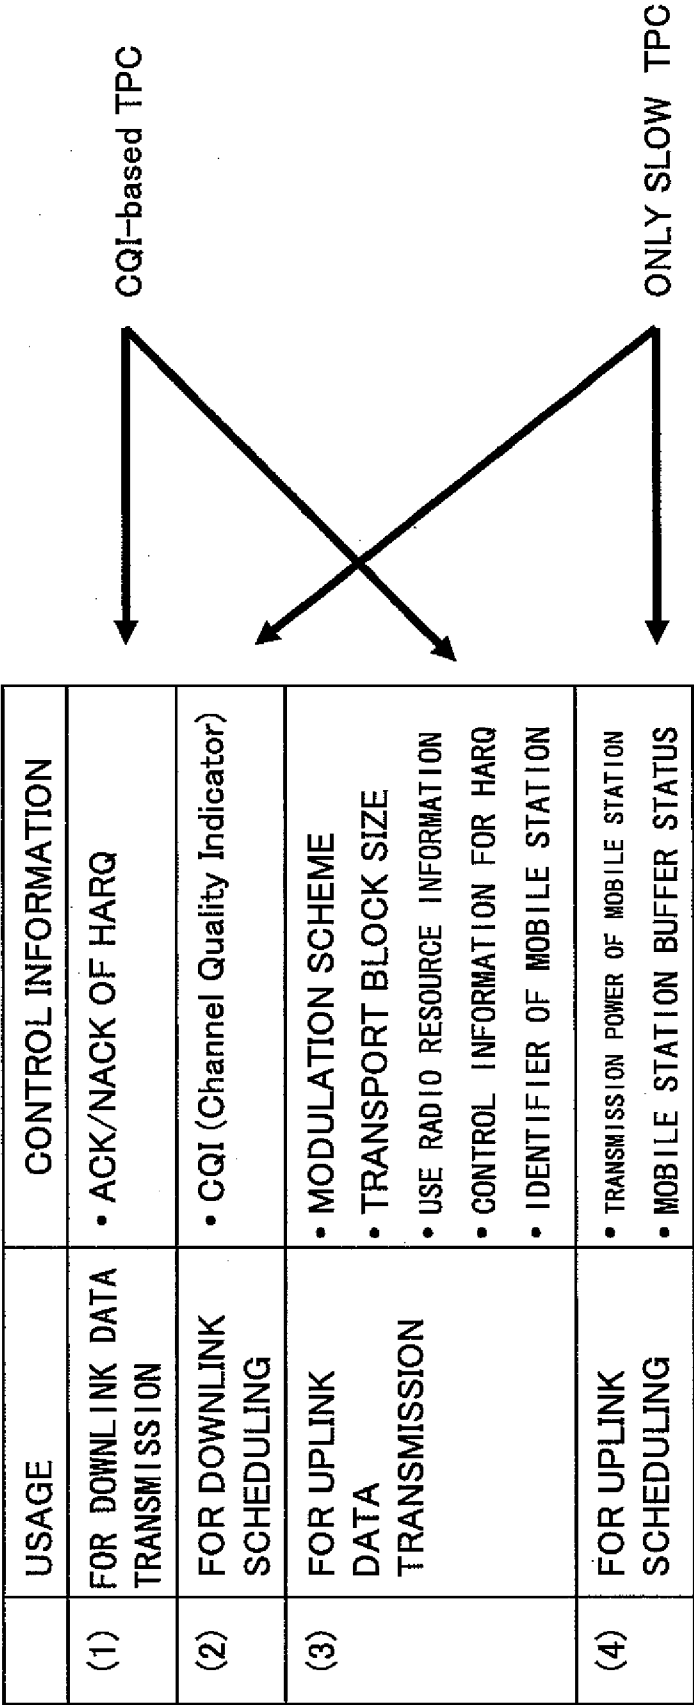 USAGE
CONTROL INFORMATION
(1)
FOR DOWNLINK DATA
TRANSMISSION
• ACK/NACK OF HARQ
(2)
FOR DOWNLINK
SCHEDULING
• CQI (Channel Quality Indicator)
(3)
FOR UPLINK
DATA
TRANSMISSION
• MODULATION SCHEME
• TRANSPORT BLOCK SIZE
• USE RADIO RESOURCE INFORMATION
• CONTROL INFORMATION FOR HARQ
• IDENTIFIER OF MOBILE STATION
(4)
FOR UPLINK
SCHEDULING
• TRANSMISSION POWER OF MOBILE STATION
• MOBILE STATION BUFFER STATUS
CQI-based TPC
ONLY SLOW TPC